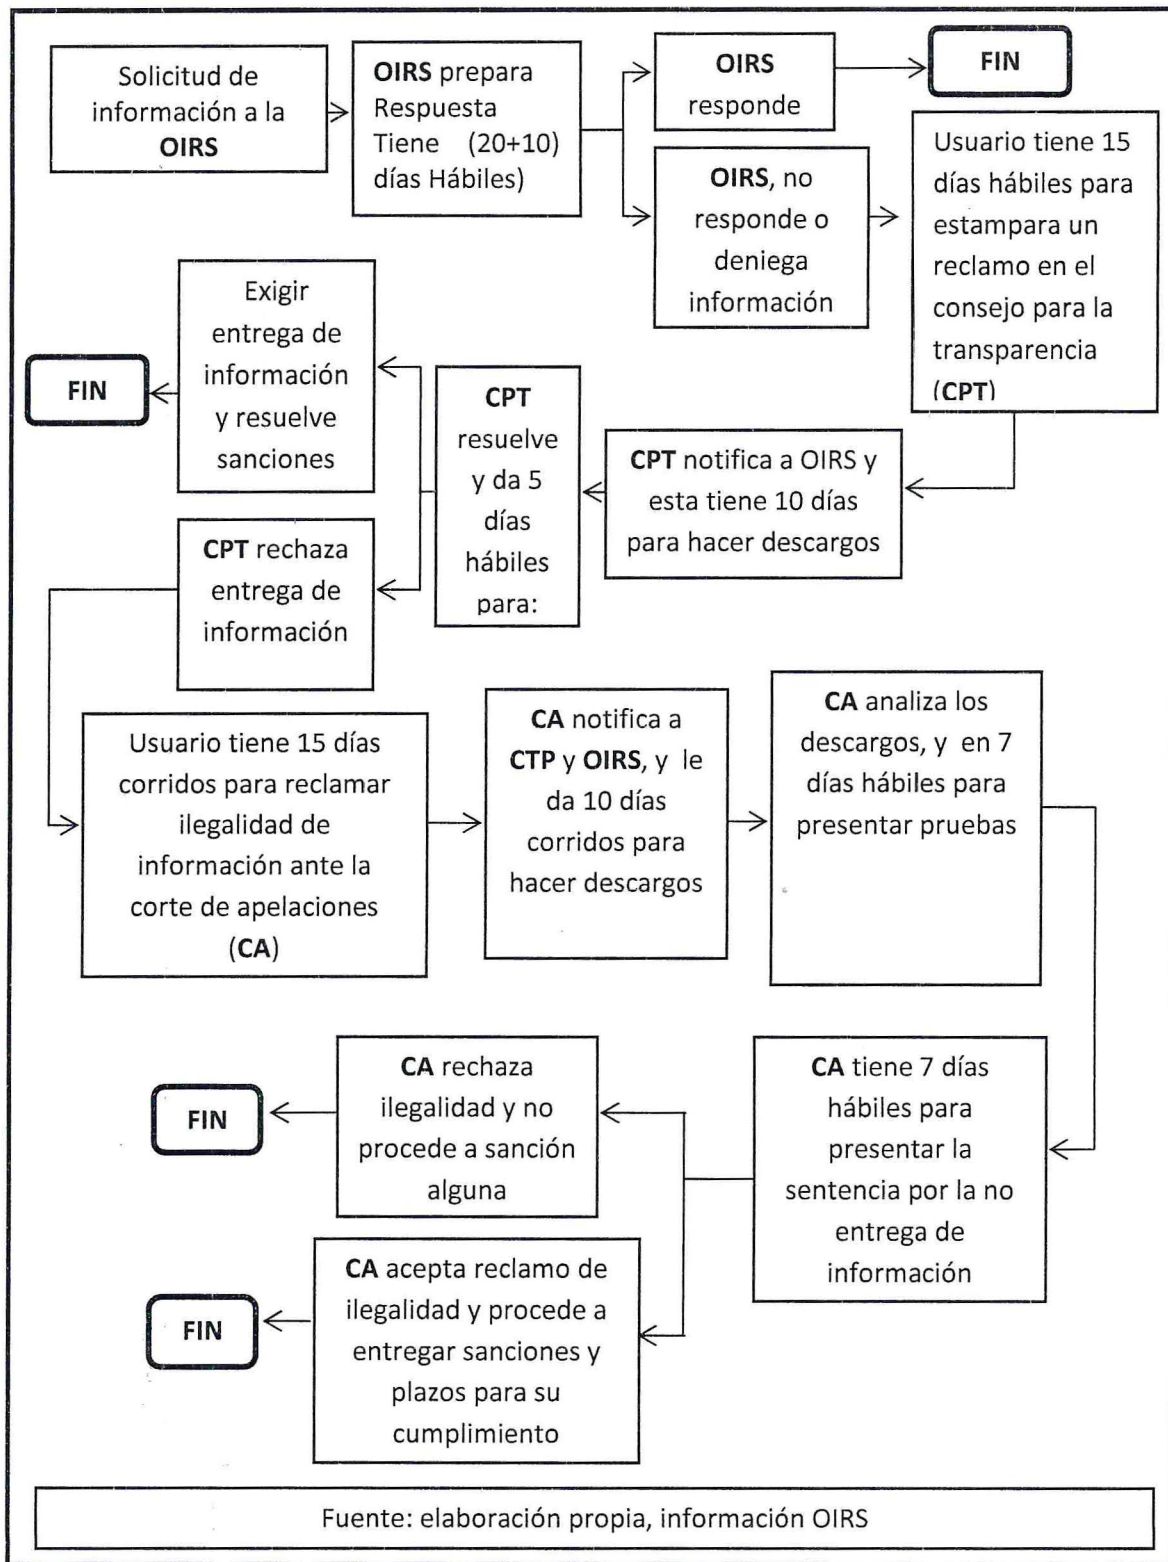 Solicitud de
información a la
OIRS
OIRS prepara
Respuesta
Tiene (20+10)
días Hábiles)
OIRS
responde
FIN
OIRS, no
responde o
deniega
información
Usuario tiene 15
días hábiles para
estampara un
reclamo en el
consejo para la
transparencia
(CPT)
CPT notifica a OIRS y
esta tiene 10 días
para hacer descargos
CPT
resuelve
y da 5
días
hábiles
para:
Exigir
entrega de
información
y resuelve
sanciones
FIN
CPT rechaza
entrega de
información
Usuario tiene 15 días
corridos para reclamar
ilegalidad de
información ante la
corte de apelaciones
(CA)
CA notifica a
CTP y OIRS, y le
da 10 días
corridos para
hacer descargos
CA analiza los
descargos, y en 7
días hábiles para
presentar pruebas
CA tiene 7 días
hábiles para
presentar la
sentencia por la no
entrega de
información
CA rechaza
ilegalidad y no
procede a sanción
alguna
FIN
CA acepta reclamo de
ilegalidad y procede a
entregar sanciones y
plazos para su
cumplimiento
FIN
Fuente: elaboración propia, información OIRS